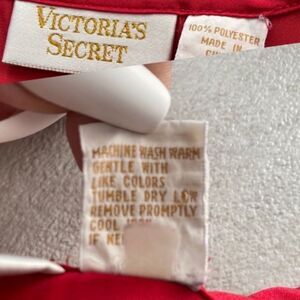 VICTORIA'S
SECRET
100% POLYESTER
MADE IN
MACHINE WASH WARM
GENTLE WITH
LIKE COLORS
TUMBLE DRY LOW
REMOVE PROMPTLY
COOL
IF